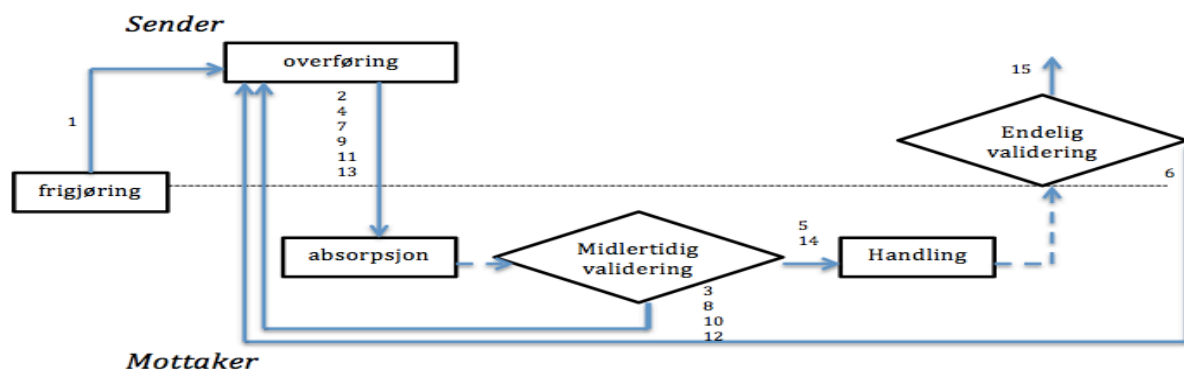 Sender
overføring
1
2
4
7
9
11
13
15
Endelig
validering
6
frigjøring
absorpsjon
Midlertidig
validering
5
14
Handling
3
8
10
12
Mottaker